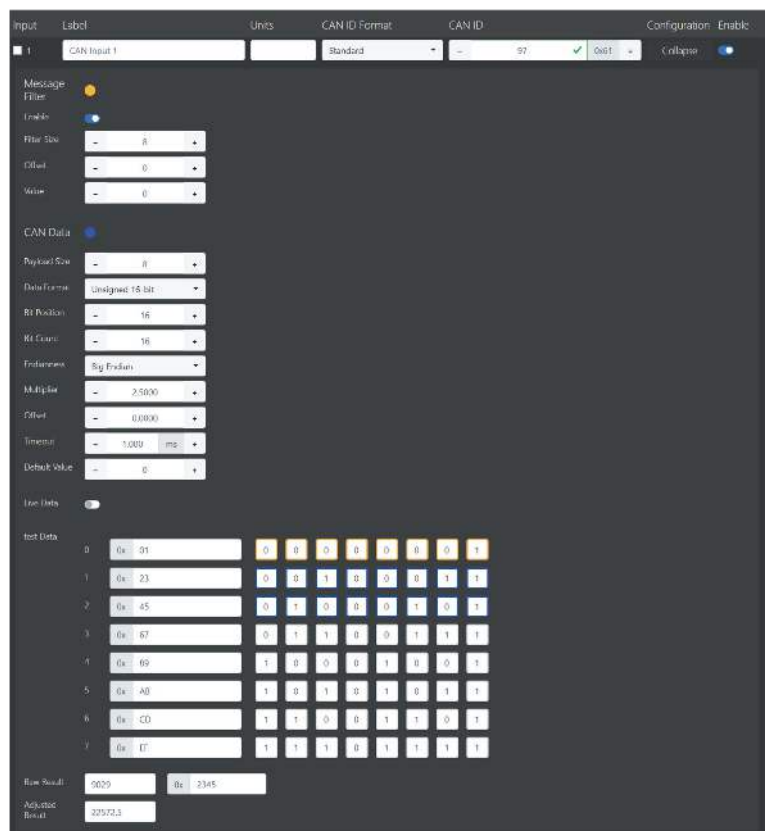 Input Label Units CAN ID Format CAN ID Configuration Enable
1 CAN Input 1 Standard - 97 0x61 + Collapse
Message
Filter
Enable
Filter Size - 8 +
Offset - 0 +
Value - 0 +
CAN Data
Payload Size - 8 +
Data Format Unsigned 16-bit
Bit Position - 16 +
Bit Count - 16 +
Endianness Big Endian
Multiplier - 2.5000 +
Offset - 0.0000 +
Timeout - 1,000 ms +
Default Value - 0 +
Live Data
Test Data
0 0x 01 0 0 0 0 0 0 0 1
1 0x 23 0 0 1 0 0 0 1 1
2 0x 45 0 1 0 0 0 1 0 1
3 0x 67 0 1 1 0 0 1 1 1
4 0x 89 1 0 0 0 1 0 0 1
5 0x AB 1 0 1 0 1 0 1 1
6 0x CD 1 1 0 0 1 1 0 1
7 0x EF 1 1 1 0 1 1 1 1
Raw Result 9029 0x 2345
Adjusted
Result 22572.5